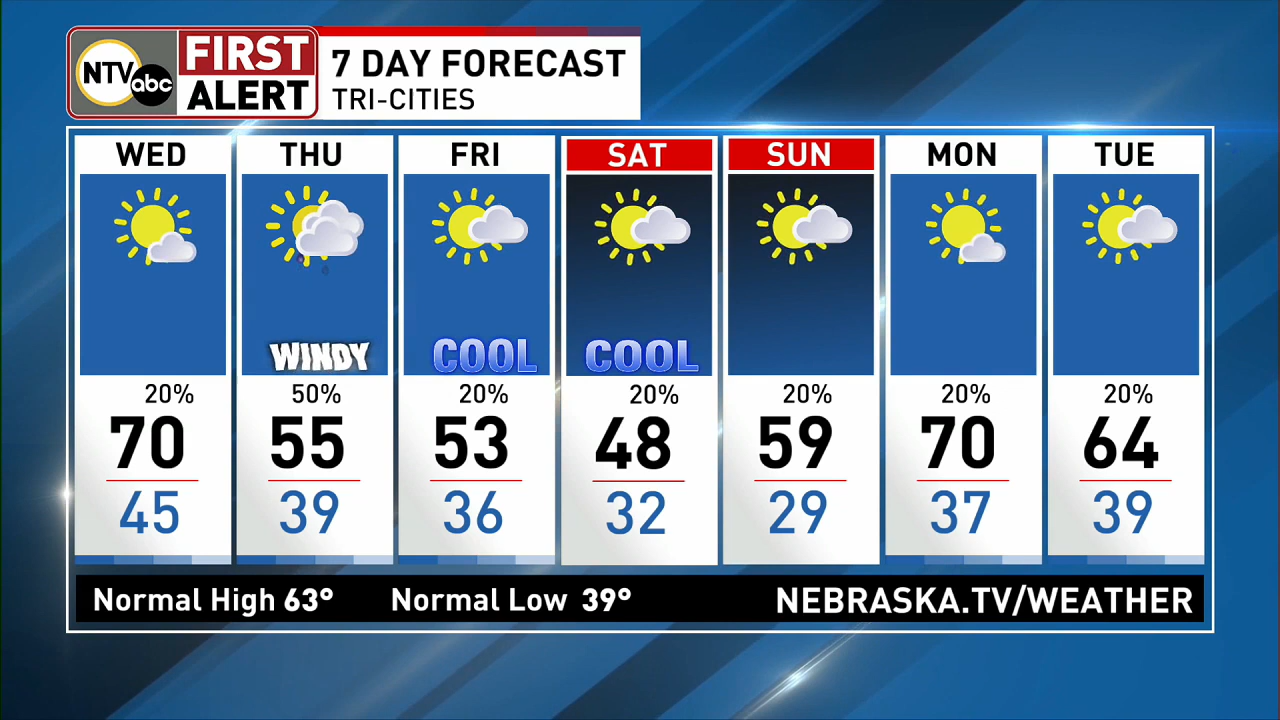 NTV abc FIRST ALERT
7 DAY FORECAST
TRI-CITIES
WED THU FRI SAT SUN MON TUE
WINDY COOL COOL
20% 50% 20% 20% 20% 20% 20%
70 55 53 48 59 70 64
45 39 36 32 29 37 39
Normal High 63° Normal Low 39° NEBRASKA.TV/WEATHER